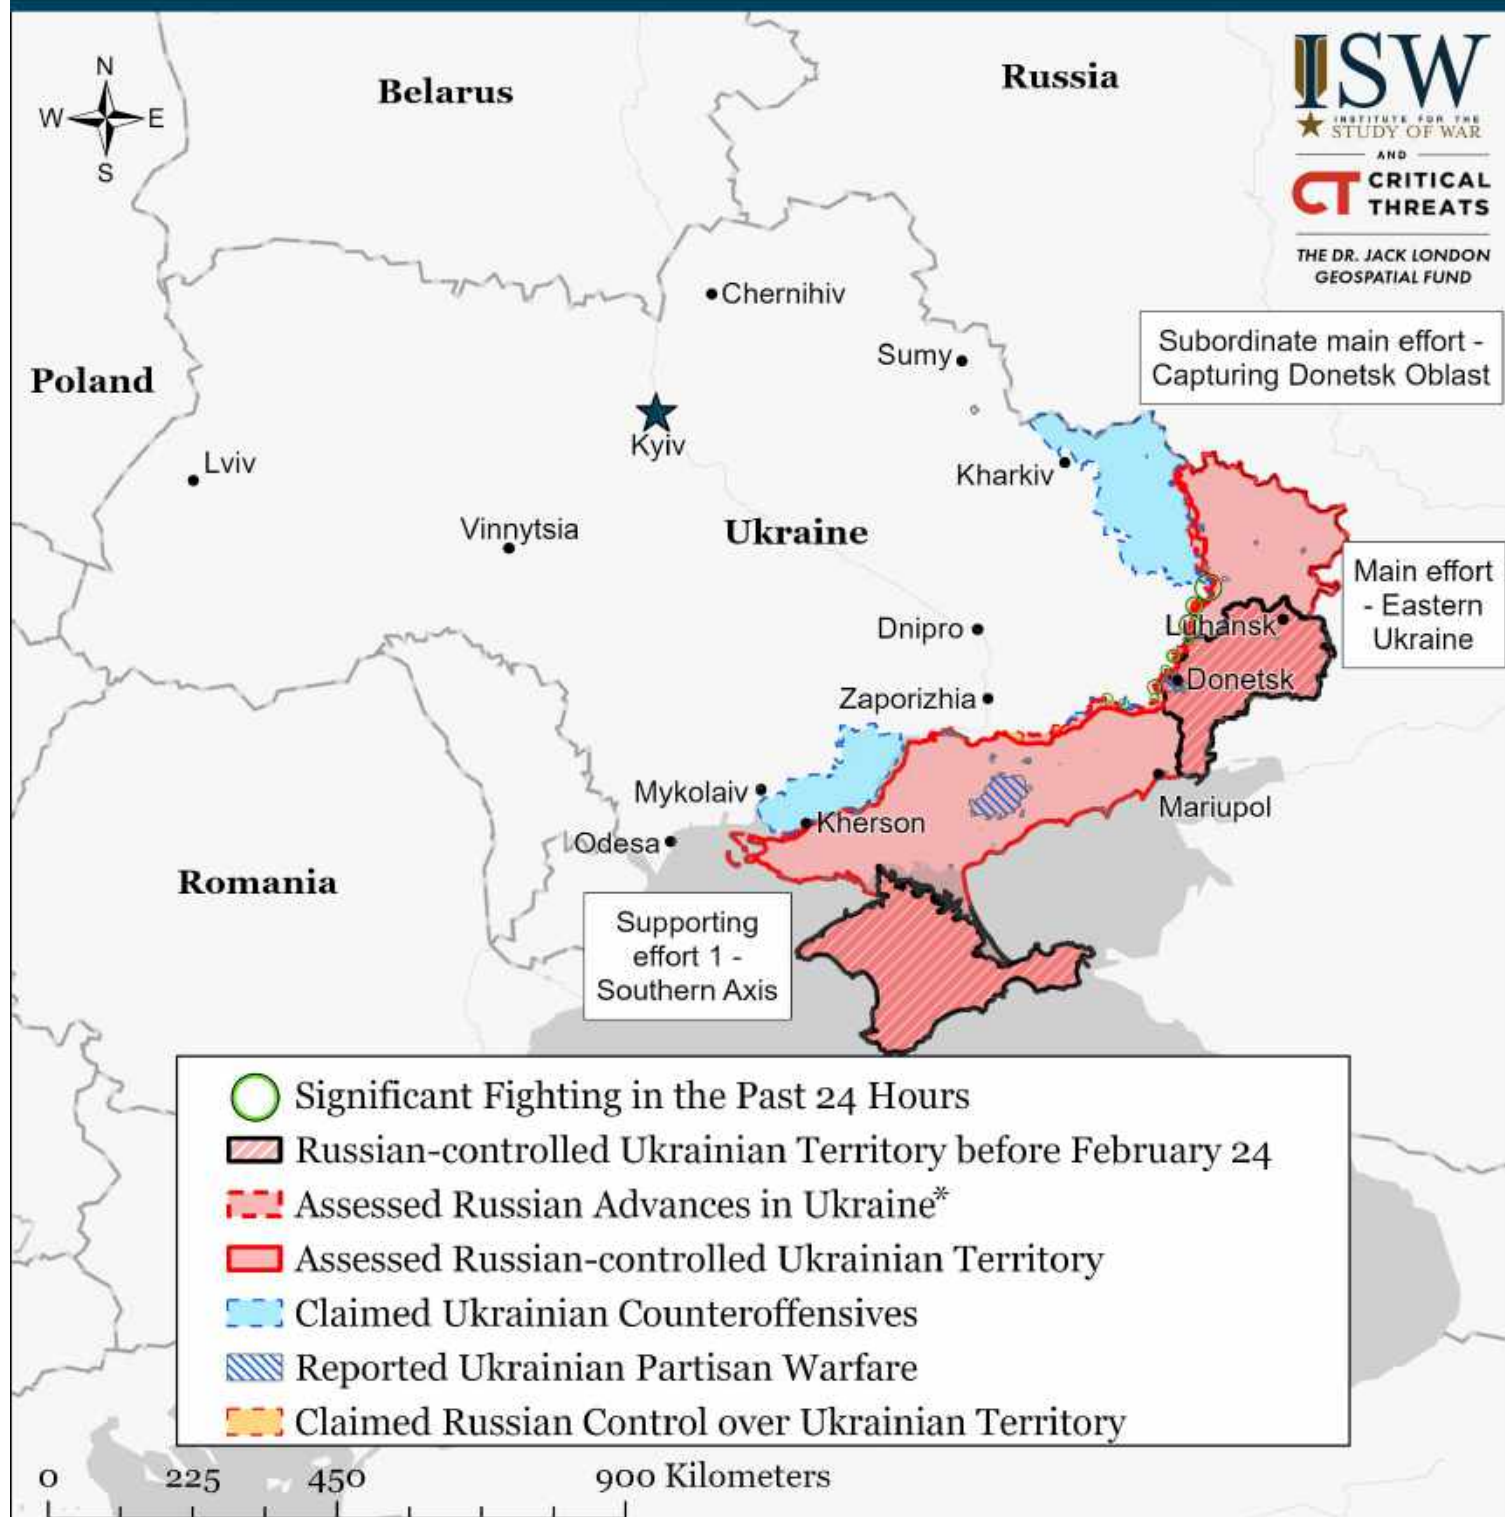 N
W E
S
Belarus
Russia
ISW
INSTITUTE FOR THE
STUDY OF WAR
AND
CT CRITICAL
THREATS
THE DR. JACK LONDON
GEOSPATIAL FUND
Chernihiv
Sumy
Subordinate main effort -
Capturing Donetsk Oblast
Poland
Kyiv
Lviv
Kharkiv
Vinnytsia
Ukraine
Main effort
- Eastern
Ukraine
Dnipro
Luhansk
Donetsk
Zaporizhia
Mykolaiv
Mariupol
Kherson
Odesa
Romania
Supporting
effort 1 -
Southern Axis
Significant Fighting in the Past 24 Hours
Russian-controlled Ukrainian Territory before February 24
Assessed Russian Advances in Ukraine*
Assessed Russian-controlled Ukrainian Territory
Claimed Ukrainian Counteroffensives
Reported Ukrainian Partisan Warfare
Claimed Russian Control over Ukrainian Territory
0 225 450 900 Kilometers